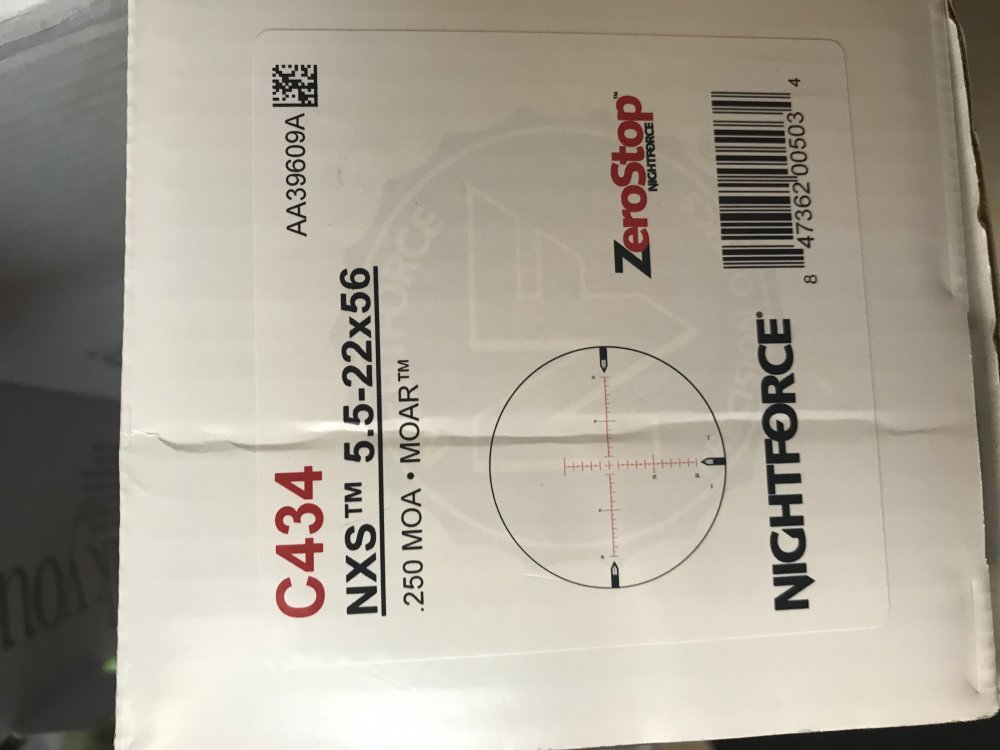 C434
AA39609A
NXS™ 5.5-22x56
.250 MOA • MOAR™
ZeroStop™
NIGHTFORCE
NIGHTFORCE®
8 47362 00503 4